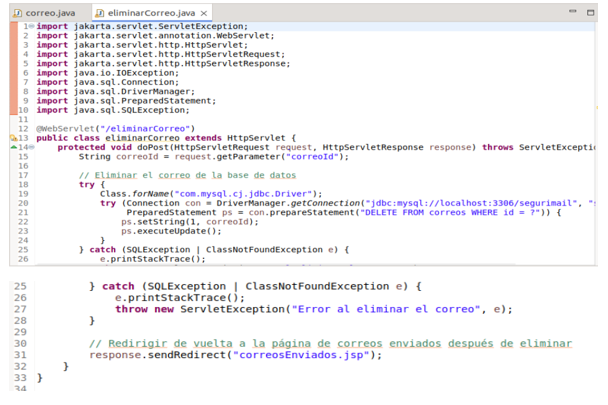 correo.java eliminarCorreo.java
1 import jakarta.servlet.ServletException;
2 import jakarta.servlet.annotation.WebServlet;
3 import jakarta.servlet.http.HttpServlet;
4 import jakarta.servlet.http.HttpServletRequest;
5 import jakarta.servlet.http.HttpServletResponse;
6 import java.io.IOException;
7 import java.sql.Connection;
8 import java.sql.DriverManager;
9 import java.sql.PreparedStatement;
10 import java.sql.SQLException;
11
12 @WebServlet("/eliminarCorreo")
13 public class eliminarCorreo extends HttpServlet {
14 protected void doPost(HttpServletRequest request, HttpServletResponse response) throws ServletExcepti
15 String correoId = request.getParameter("correoId");
16
17 // Eliminar el correo de la base de datos
18 try {
19 Class.forName("com.mysql.cj.jdbc.Driver");
20 try (Connection con = DriverManager.getConnection("jdbc:mysql://localhost:3306/segurimail", "
21 PreparedStatement ps = con.prepareStatement("DELETE FROM correos WHERE id = ?")) {
22 ps.setString(1, correoId);
23 ps.executeUpdate();
24 }
25 } catch (SQLException | ClassNotFoundException e) {
26 e.printStackTrace();
25 } catch (SQLException | ClassNotFoundException e) {
26 e.printStackTrace();
27 throw new ServletException("Error al eliminar el correo", e);
28 }
29
30 // Redirigir de vuelta a la página de correos enviados después de eliminar
31 response.sendRedirect("correosEnviados.jsp");
32 }
33 }
34